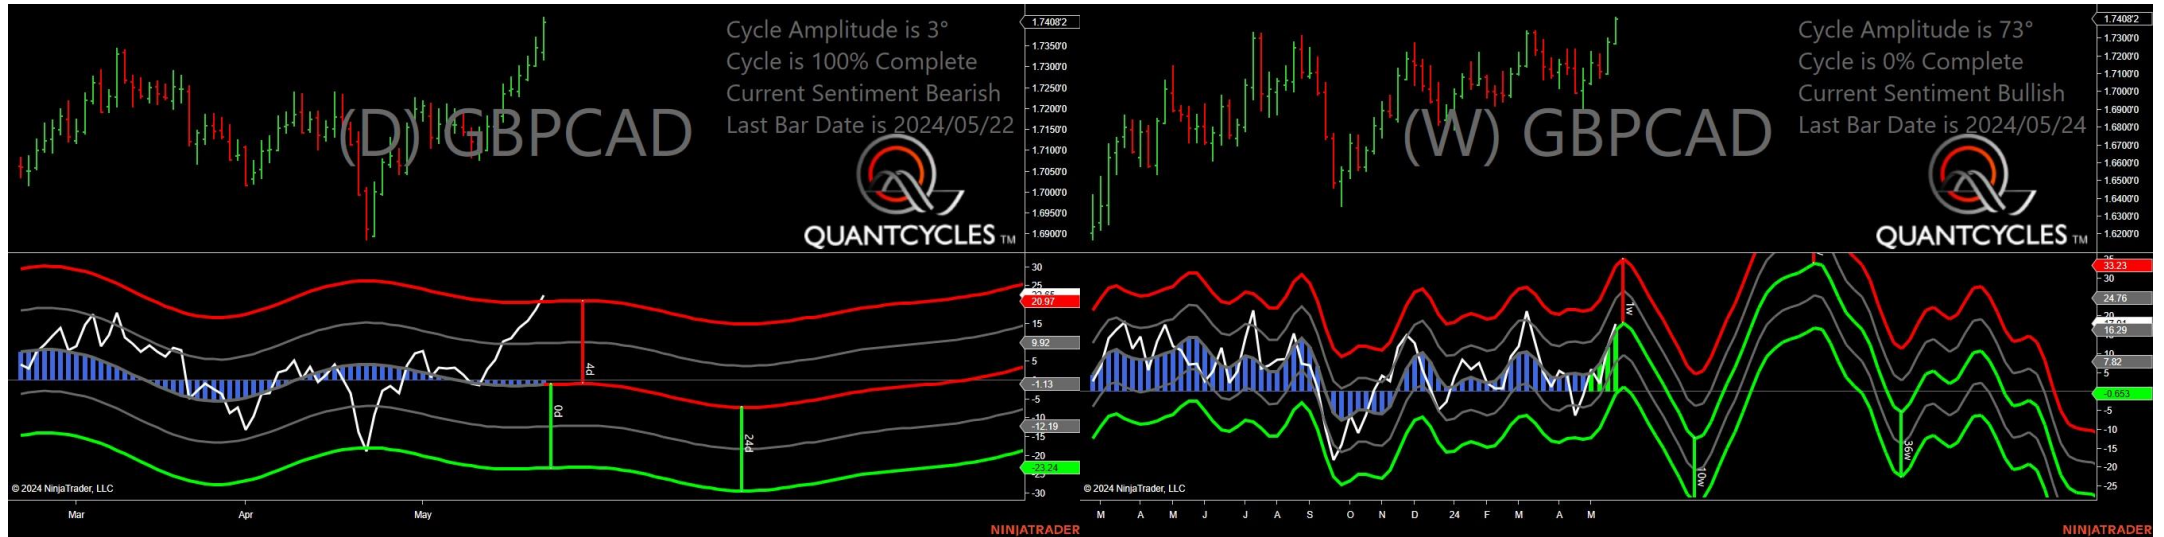 Cycle Amplitude is 3°
Cycle is 100% Complete
Current Sentiment Bearish
Last Bar Date is 2024/05/22
(D) GBPCAD
QUANTCYCLES TM
1.7408'2
1.7350'0
1.7300'0
1.7250'0
1.7200'0
1.7150'0
1.7100'0
1.7050'0
1.7000'0
1.6950'0
1.6900'0
30
25
20.97
15
9.92
5
-1.13
-5
-10
-12.19
-15
-20
-23.24
-30
4d
0d
24d
© 2024 NinjaTrader, LLC
Mar
Apr
May
NINJATRADER
Cycle Amplitude is 73°
Cycle is 0% Complete
Current Sentiment Bullish
Last Bar Date is 2024/05/24
(W) GBPCAD
QUANTCYCLES TM
1.7408'2
1.7300'0
1.7200'0
1.7100'0
1.7000'0
1.6900'0
1.6800'0
1.6700'0
1.6600'0
1.6500'0
1.6400'0
1.6300'0
1.6200'0
33.23
30
24.76
20
16.29
10
7.82
5
-0.653
-5
-10
-15
-20
-25
1w
10w
36w
© 2024 NinjaTrader, LLC
M A M J J A S O N D 24 F M A M
NINJATRADER